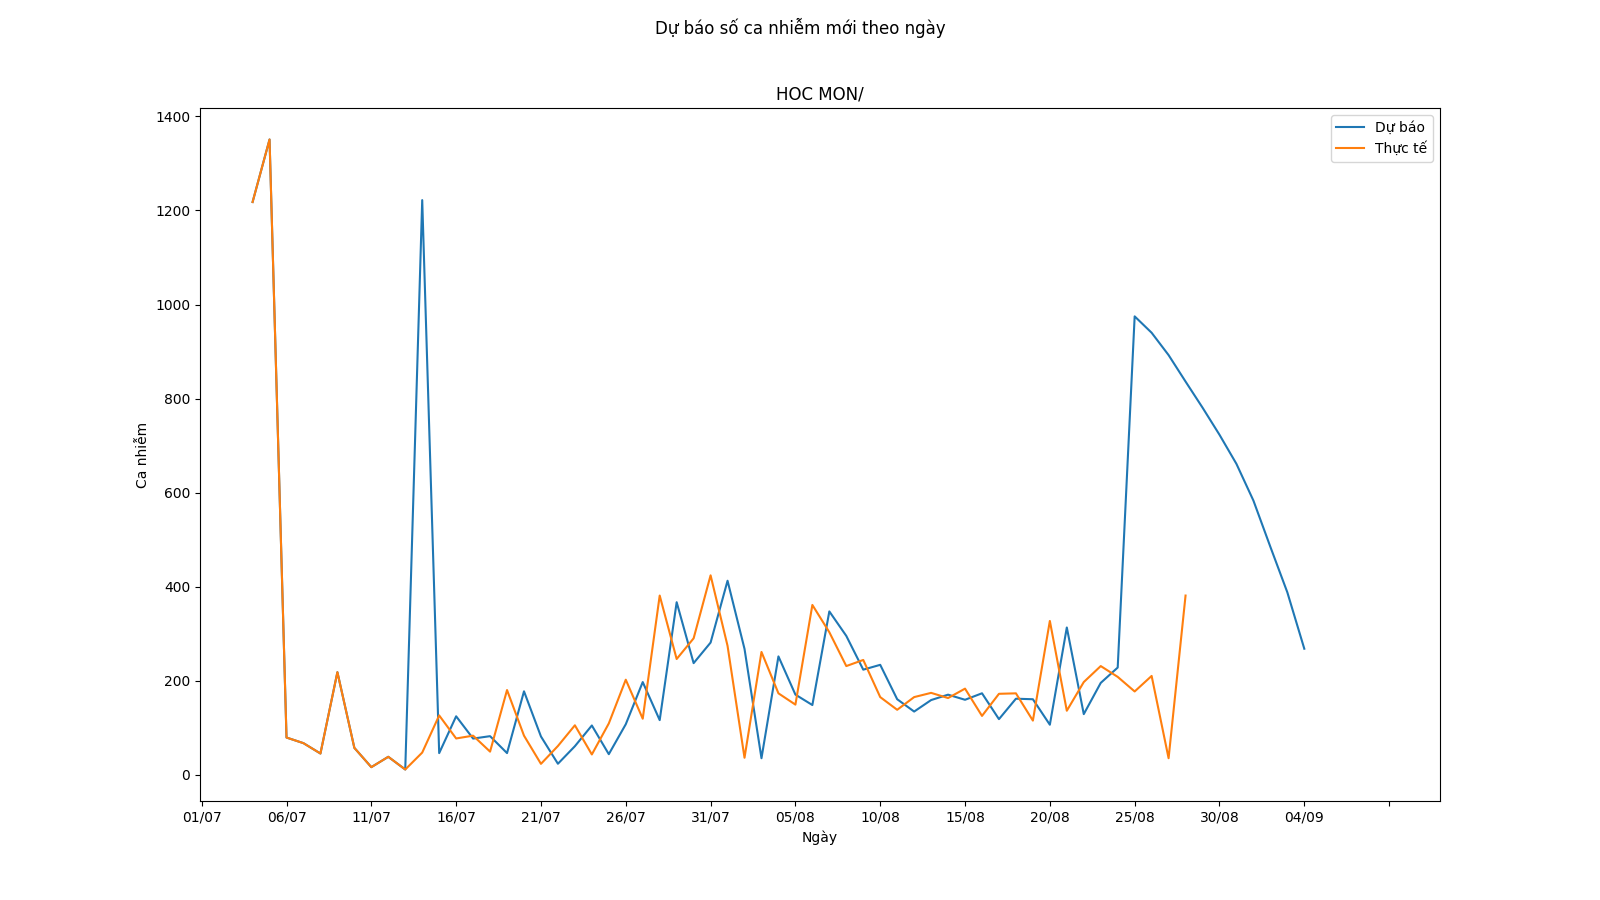 Dự báo số ca nhiễm mới theo ngày
HOC MON/
Dự báo
Thực tế
1400
1200
1000
800
600
400
200
0
Ca nhiễm
01/07 06/07 11/07 16/07 21/07 26/07 31/07 05/08 10/08 15/08 20/08 25/08 30/08 04/09
Ngày